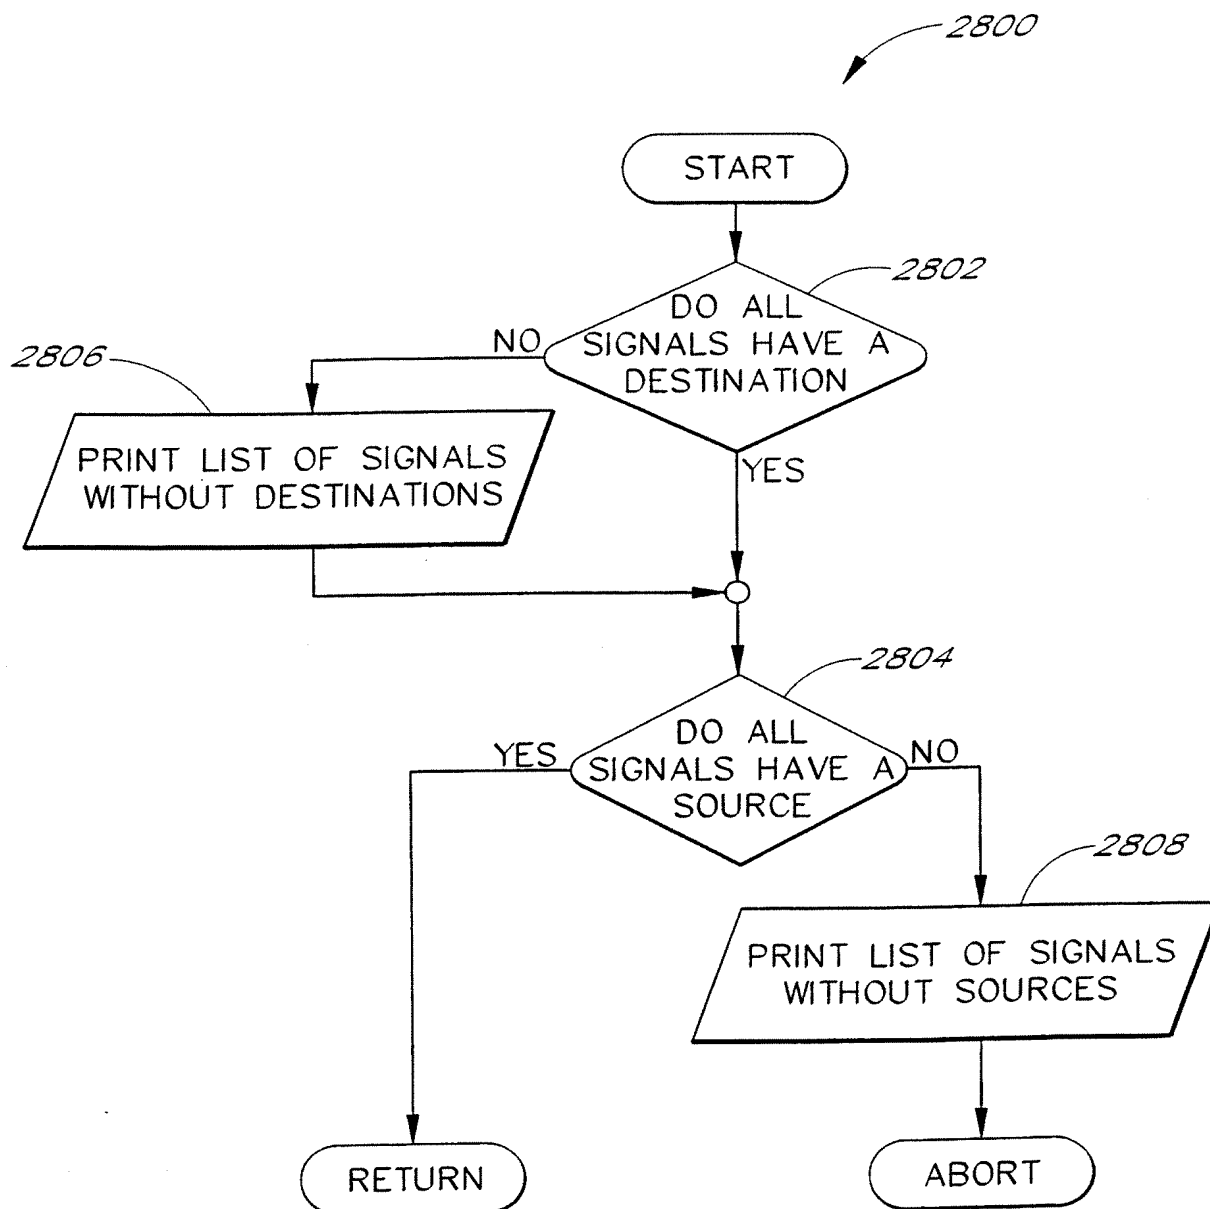 2800
START
2802
DO ALL
SIGNALS HAVE A
DESTINATION
NO
2806
PRINT LIST OF SIGNALS
WITHOUT DESTINATIONS
YES
2804
DO ALL
SIGNALS HAVE A
SOURCE
YES
NO
2808
PRINT LIST OF SIGNALS
WITHOUT SOURCES
RETURN
ABORT